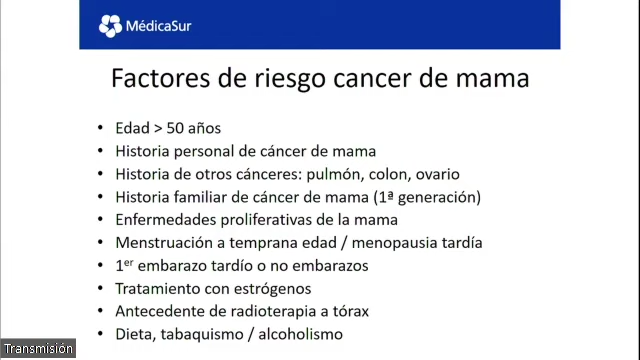 MédicaSur
Factores de riesgo cancer de mama
• Edad > 50 años
• Historia personal de cáncer de mama
• Historia de otros cánceres: pulmón, colon, ovario
• Historia familiar de cáncer de mama (1ª generación)
• Enfermedades proliferativas de la mama
• Menstruación a temprana edad / menopausia tardía
• 1er embarazo tardío o no embarazos
• Tratamiento con estrógenos
• Antecedente de radioterapia a tórax
• Dieta, tabaquismo / alcoholismo
Transmisión